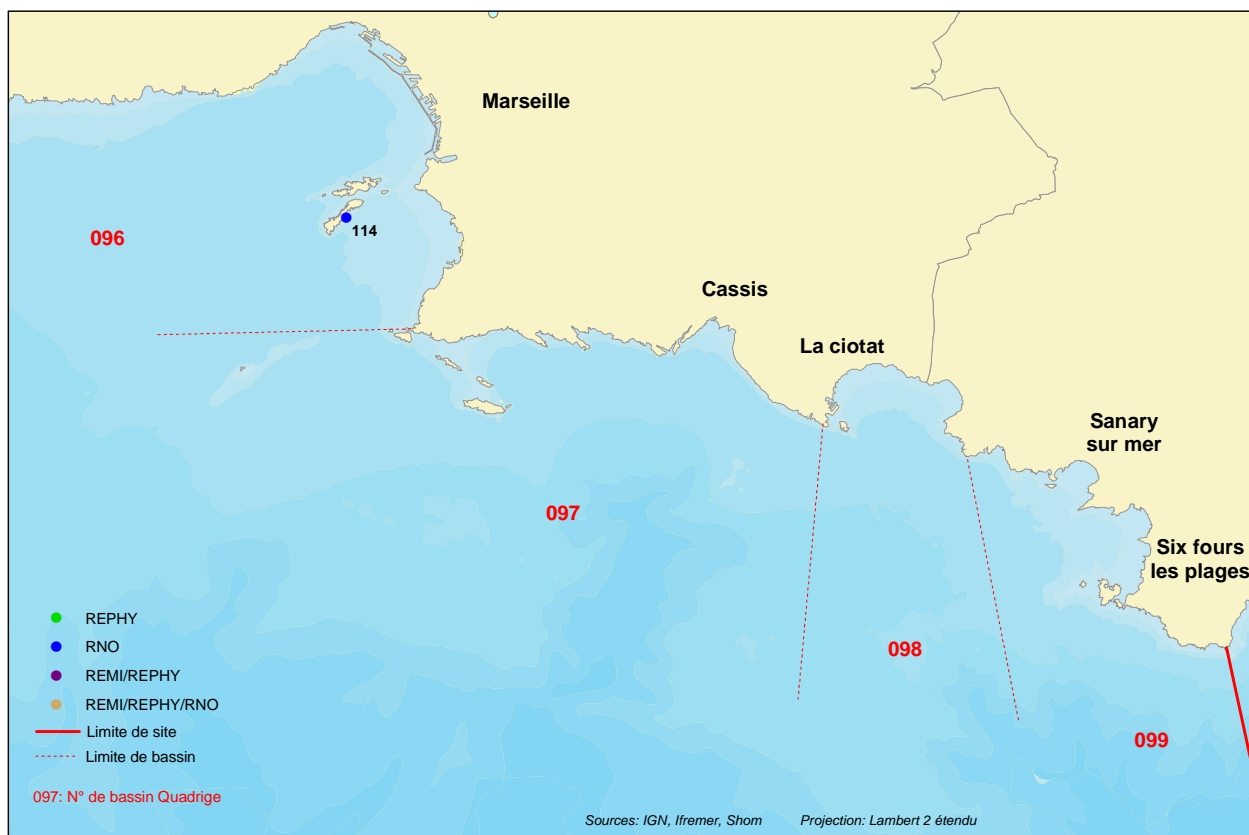 Marseille
114
096
Cassis
La ciotat
Sanary
sur mer
097
Six fours
les plages
098
099
REPHY
RNO
REMI/REPHY
REMI/REPHY/RNO
Limite de site
Limite de bassin
097: N° de bassin Quadrige
Sources: IGN, Ifremer, Shom Projection: Lambert 2 étendu